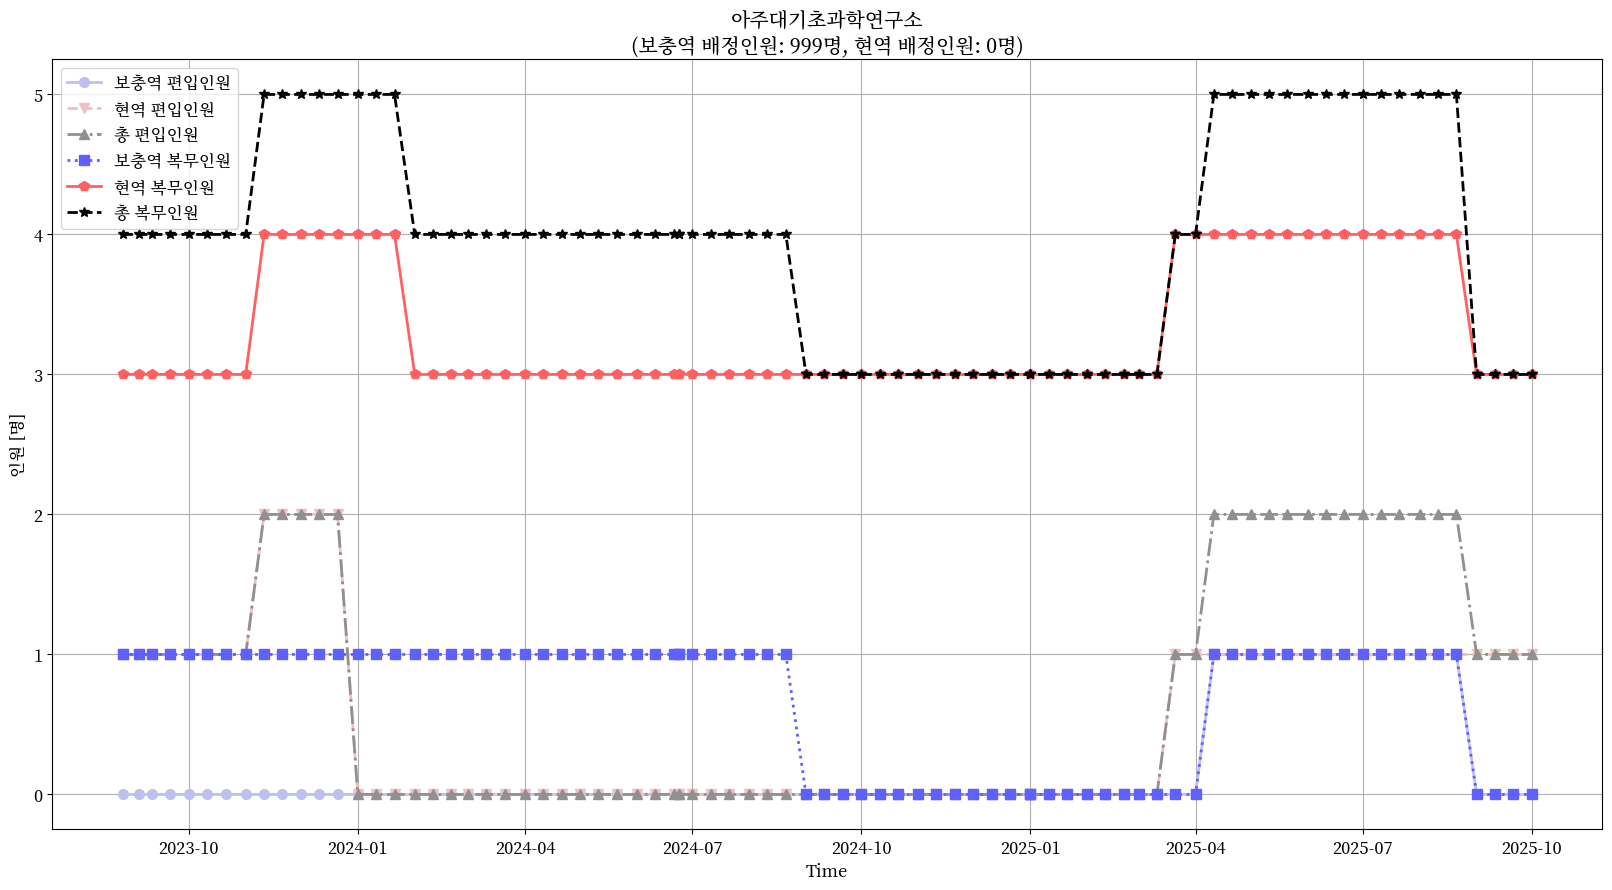 아주대기초과학연구소
(보충역 배정인원: 999명, 현역 배정인원: 0명)
보충역 편입인원
현역 편입인원
총 편입인원
보충역 복무인원
현역 복무인원
총 복무인원
5
4
3
2
1
0
인원 [명]
2023-10
2024-01
2024-04
2024-07
2024-10
2025-01
2025-04
2025-07
2025-10
Time